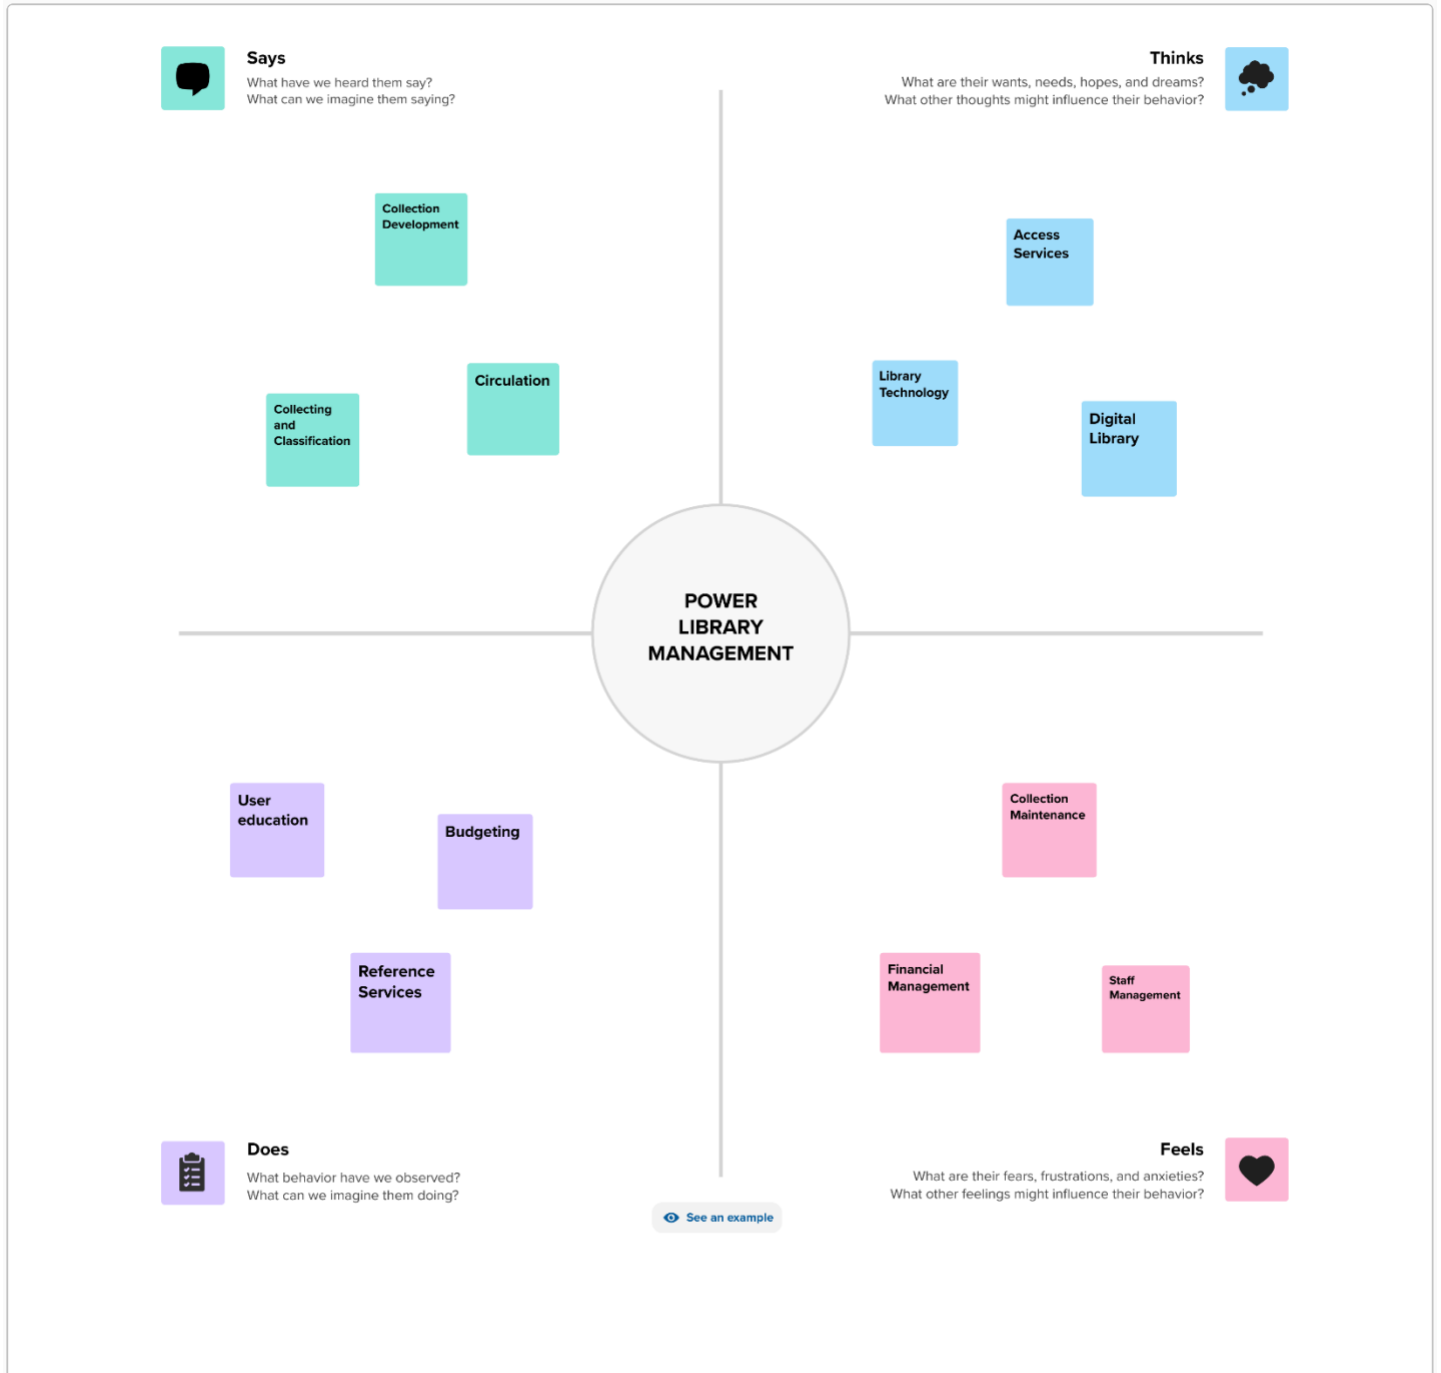 Says
What have we heard them say?
What can we imagine them saying?
Thinks
What are their wants, needs, hopes, and dreams?
What other thoughts might influence their behavior?
Collection
Development
Circulation
Collecting
and
Classification
Access
Services
Library
Technology
Digital
Library
POWER
LIBRARY
MANAGEMENT
User
education
Budgeting
Reference
Services
Collection
Maintenance
Financial
Management
Staff
Management
Does
What behavior have we observed?
What can we imagine them doing?
Feels
What are their fears, frustrations, and anxieties?
What other feelings might influence their behavior?
See an example